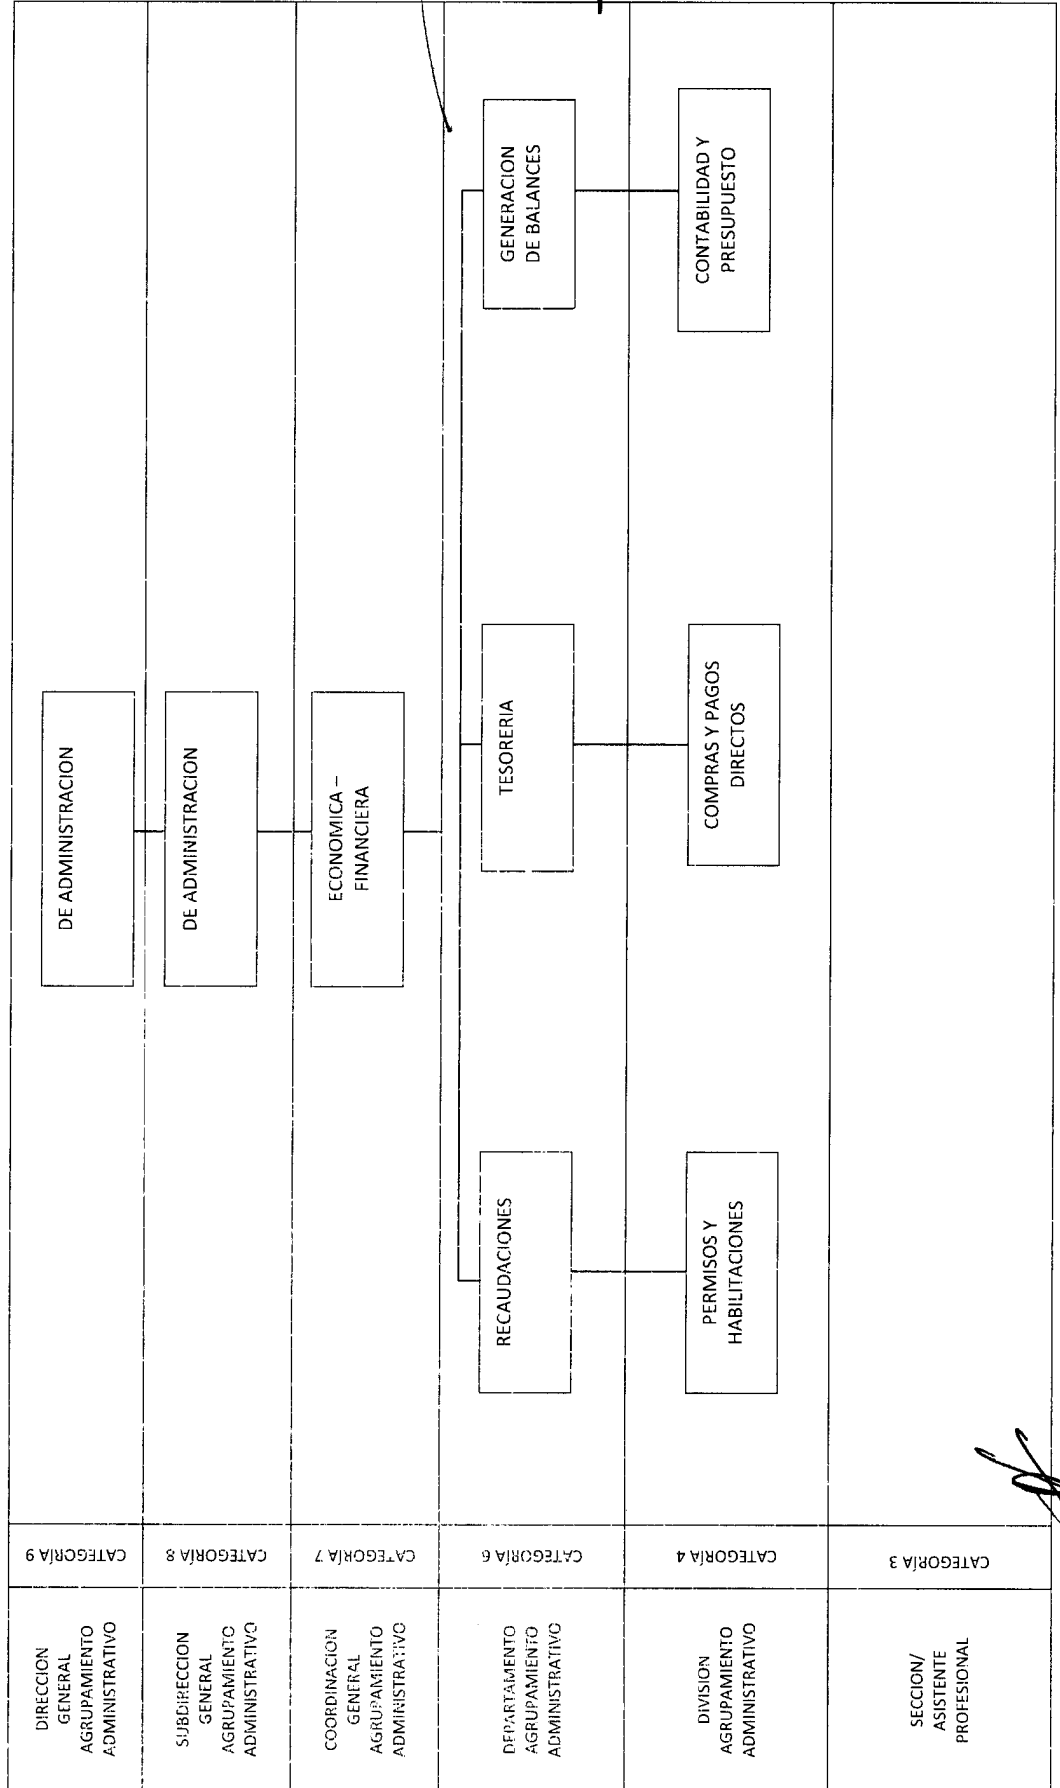 DIRECCION
GENERAL
AGRUPAMIENTO
ADMINISTRATIVO
CATEGORÍA 9
DE ADMINISTRACION
SUBDIRECCION
GENERAL
AGRUPAMIENTO
ADMINISTRATIVO
CATEGORÍA 8
DE ADMINISTRACION
COORDINACION
GENERAL
AGRUPAMIENTO
ADMINISTRATIVO
CATEGORÍA 7
ECONOMICA –
FINANCIERA
DEPARTAMENTO
AGRUPAMIENTO
ADMINISTRATIVO
CATEGORÍA 6
RECAUDACIONES
TESORERIA
GENERACION
DE BALANCES
DIVISION
AGRUPAMIENTO
ADMINISTRATIVO
CATEGORÍA 4
PERMISOS Y
HABILITACIONES
COMPRAS Y PAGOS
DIRECTOS
CONTABILIDAD Y
PRESUPUESTO
SECCION/
ASISTENTE
PROFESIONAL
CATEGORÍA 3